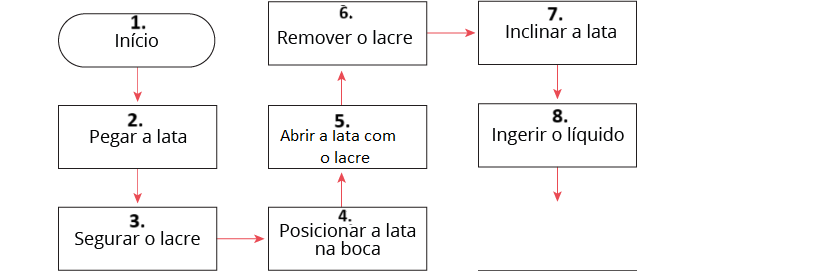 1.
Início
2.
Pegar a lata
3.
Segurar o lacre
4.
Posicionar a lata
na boca
5.
Abrir a lata com
o lacre
6.
Remover o lacre
7.
Inclinar a lata
8.
Ingerir o líquido